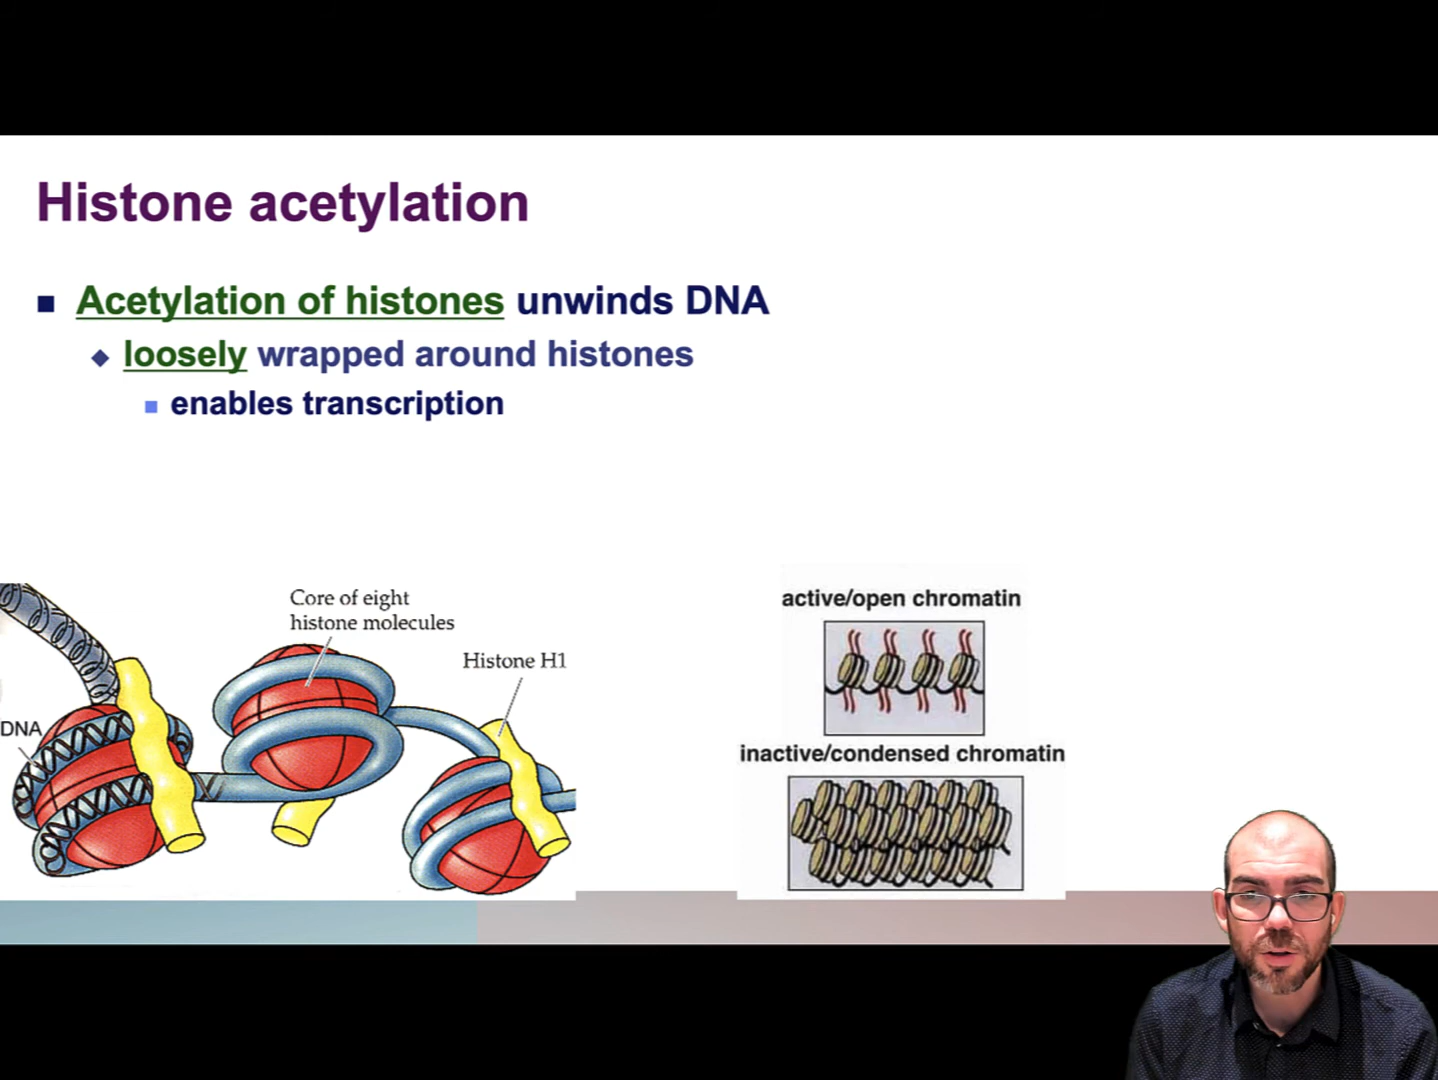 Histone acetylation
Acetylation of histones unwinds DNA
loosely wrapped around histones
enables transcription
Core of eight
histone molecules
Histone H1
DNA
active/open chromatin
inactive/condensed chromatin